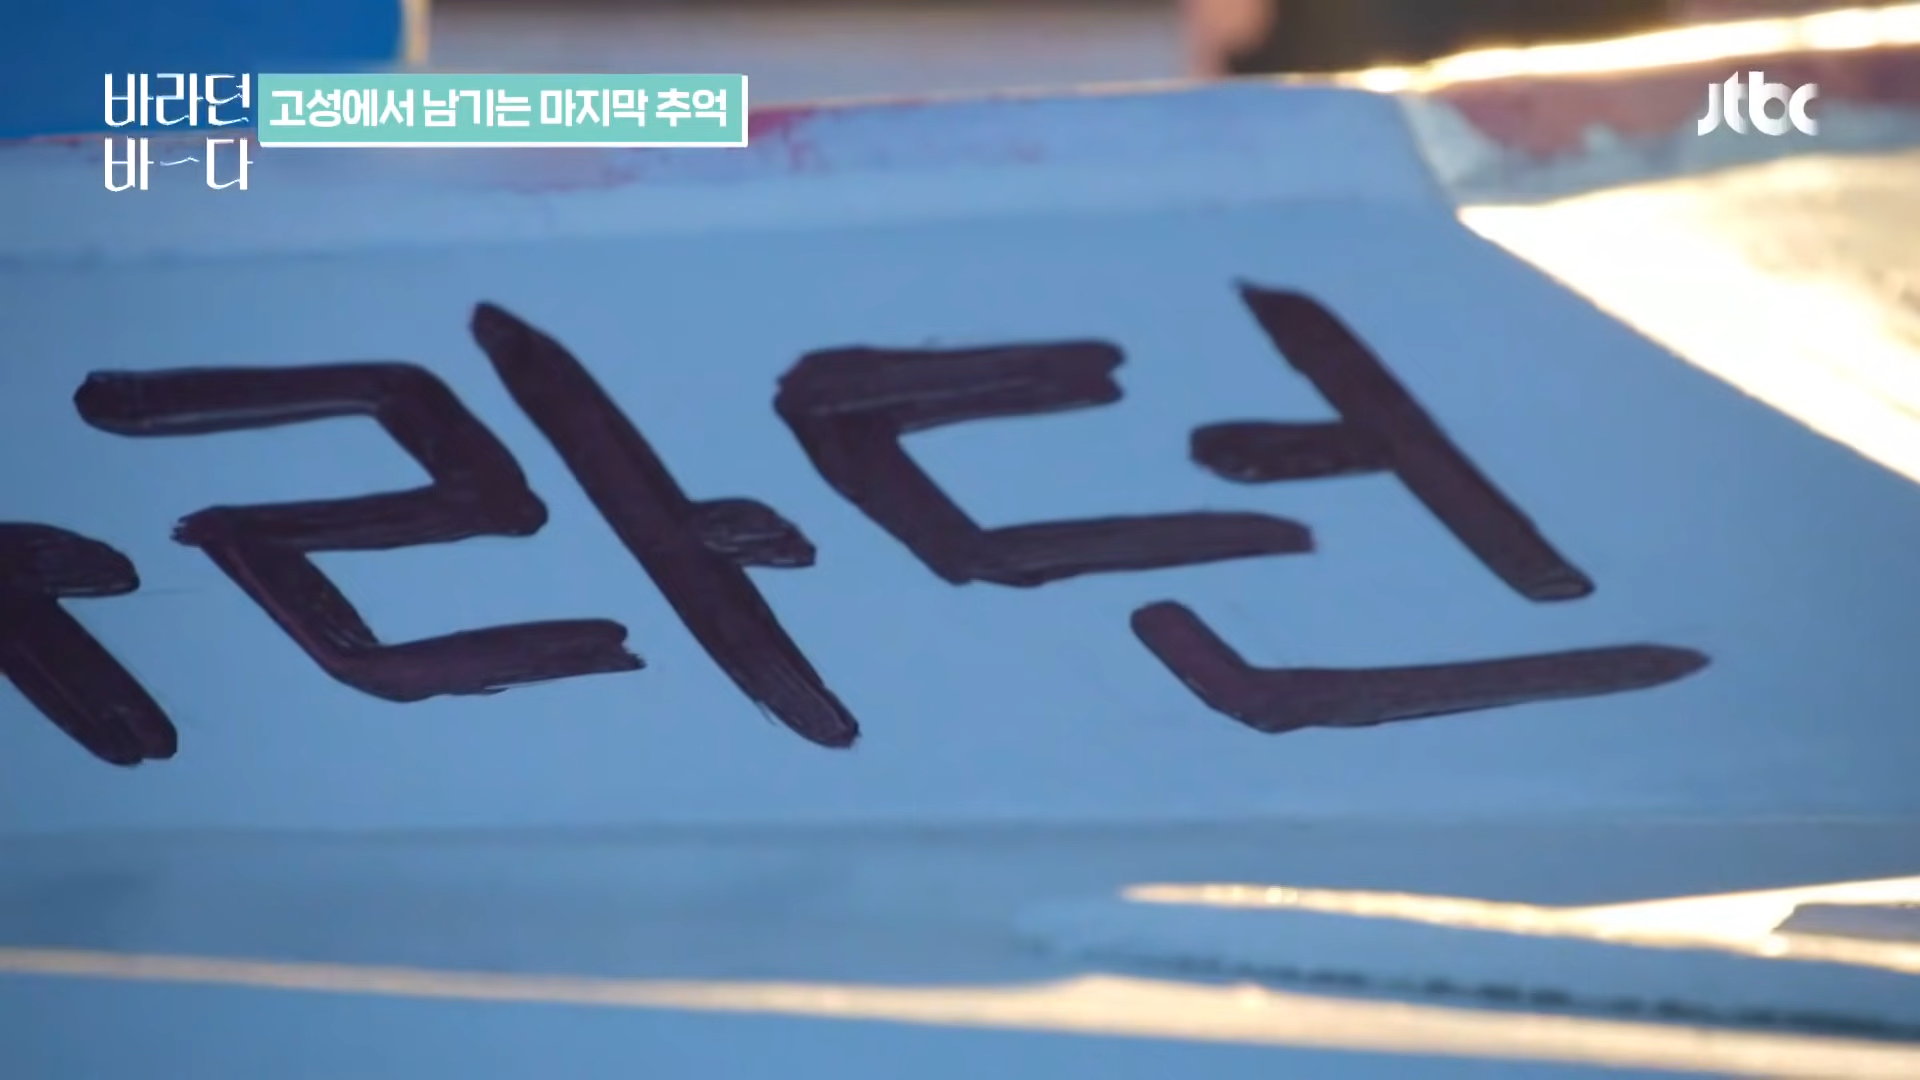 바라던
바다
고성에서 남기는 마지막 추억
jtbc
라던